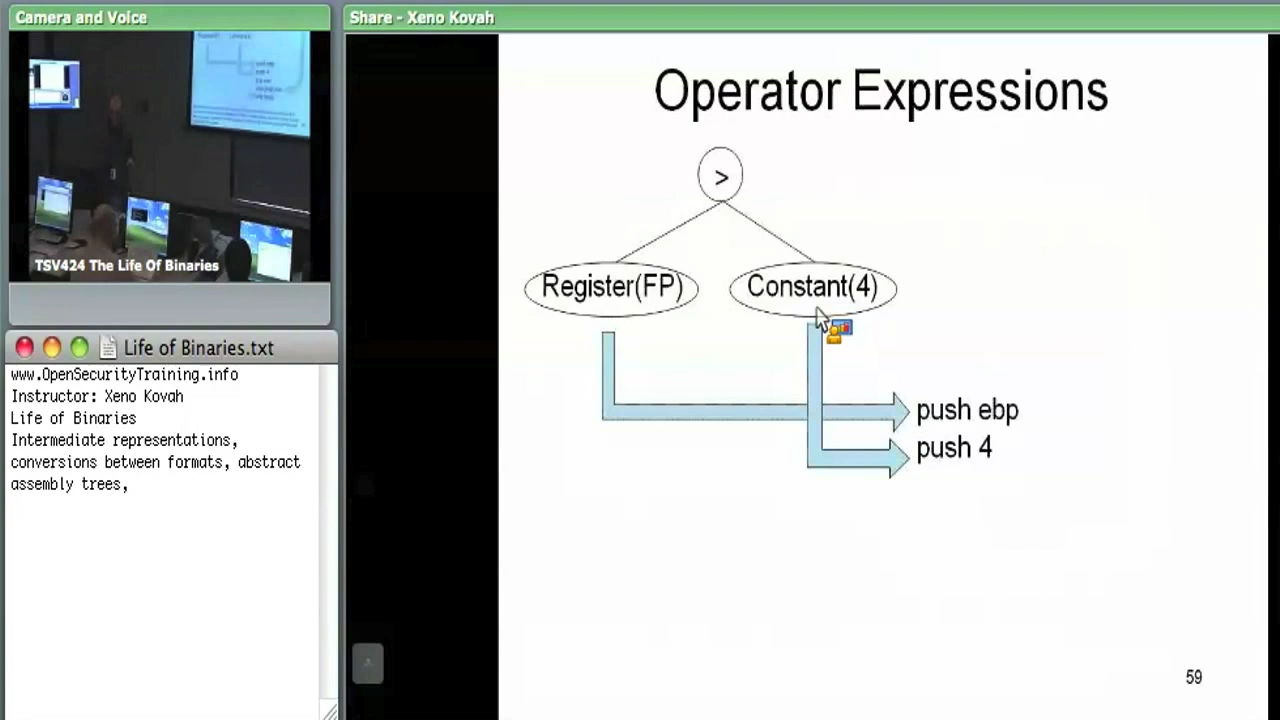 Camera and Voice
TSV424 The Life Of Binaries
Life of Binaries.txt
www.OpenSecurityTraining.info
Instructor: Xeno Kovah
Life of Binaries
Intermediate representations,
conversions between formats, abstract
assembly trees,
Share - Xeno Kovah
Operator Expressions
>
Register(FP) Constant(4)
push ebp
push 4
59